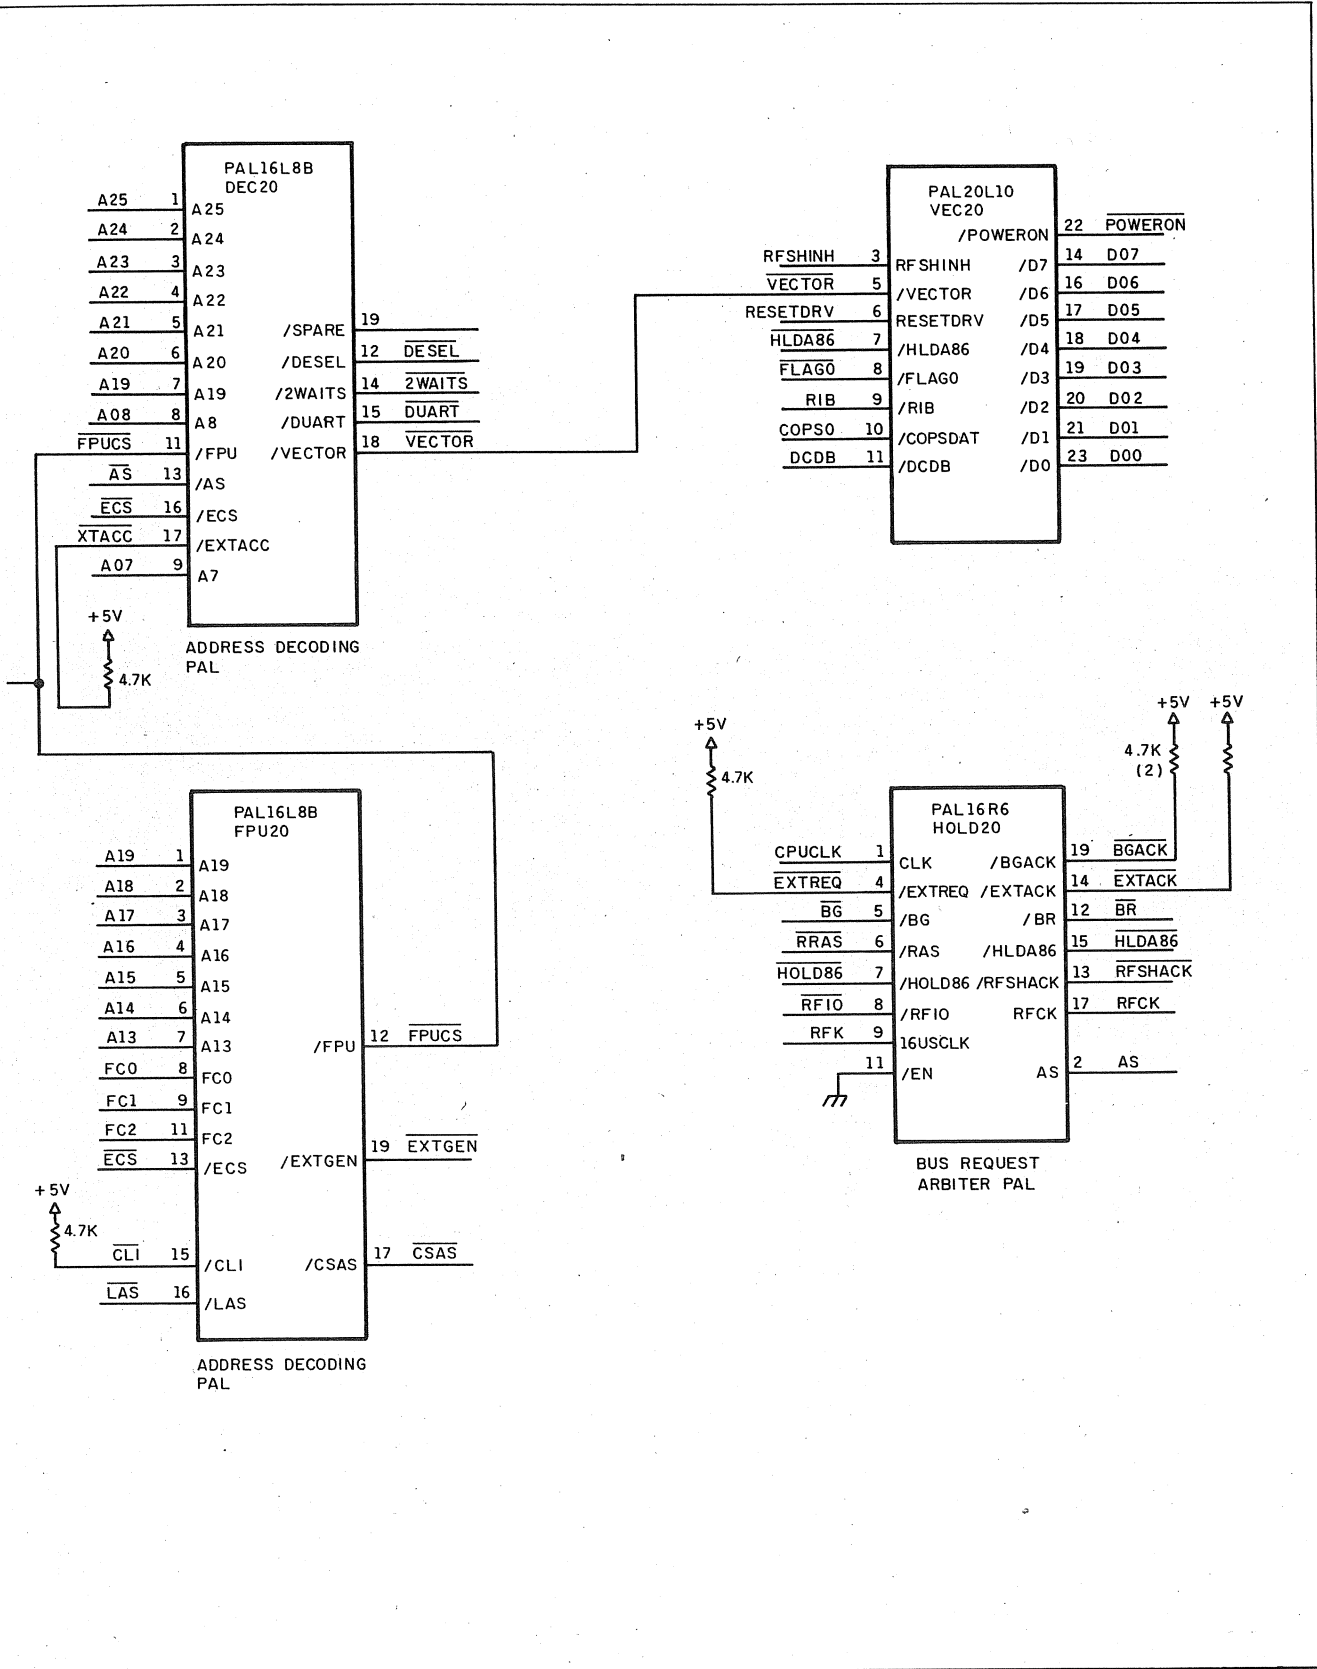 PAL16L8B
DEC20
A25 1 A25
A24 2 A24
A23 3 A23
A22 4 A22
A21 5 A21
A20 6 A20
A19 7 A19
A08 8 A8
FPUCS 11 /FPU
AS 13 /AS
ECS 16 /ECS
XTACC 17 /EXTACC
A07 9 A7
/SPARE 19
/DESEL 12 DESEL
/2WAITS 14 2WAITS
/DUART 15 DUART
/VECTOR 18 VECTOR
+5V
4.7K
ADDRESS DECODING
PAL
PAL20L10
VEC20
RFSHINH 3 RFSHINH
VECTOR 5 /VECTOR
RESETDRV 6 RESETDRV
HLDA86 7 /HLDA86
FLAG0 8 /FLAG0
RIB 9 /RIB
COPS0 10 /COPSDAT
DCDB 11 /DCDB
/POWERON 22 POWERON
/D7 14 D07
/D6 16 D06
/D5 17 D05
/D4 18 D04
/D3 19 D03
/D2 20 D02
/D1 21 D01
/D0 23 D00
PAL16L8B
FPU20
A19 1 A19
A18 2 A18
A17 3 A17
A16 4 A16
A15 5 A15
A14 6 A14
A13 7 A13
FC0 8 FC0
FC1 9 FC1
FC2 11 FC2
ECS 13 /ECS
+5V
4.7K
CLI 15 /CLI
LAS 16 /LAS
/FPU 12 FPUCS
/EXTGEN 19 EXTGEN
/CSAS 17 CSAS
ADDRESS DECODING
PAL
+5V
4.7K
+5V +5V
4.7K
(2)
PAL16R6
HOLD20
CPUCLK 1 CLK
EXTREQ 4 /EXTREQ
BG 5 /BG
RRAS 6 /RAS
HOLD86 7 /HOLD86
RFIO 8 /RFIO
RFK 9 16USCLK
11 /EN
/BGACK 19 BGACK
/EXTACK 14 EXTACK
/BR 12 BR
/HLDA86 15 HLDA86
/RFSHACK 13 RFSHACK
RFCK 17 RFCK
AS 2 AS
BUS REQUEST
ARBITER PAL